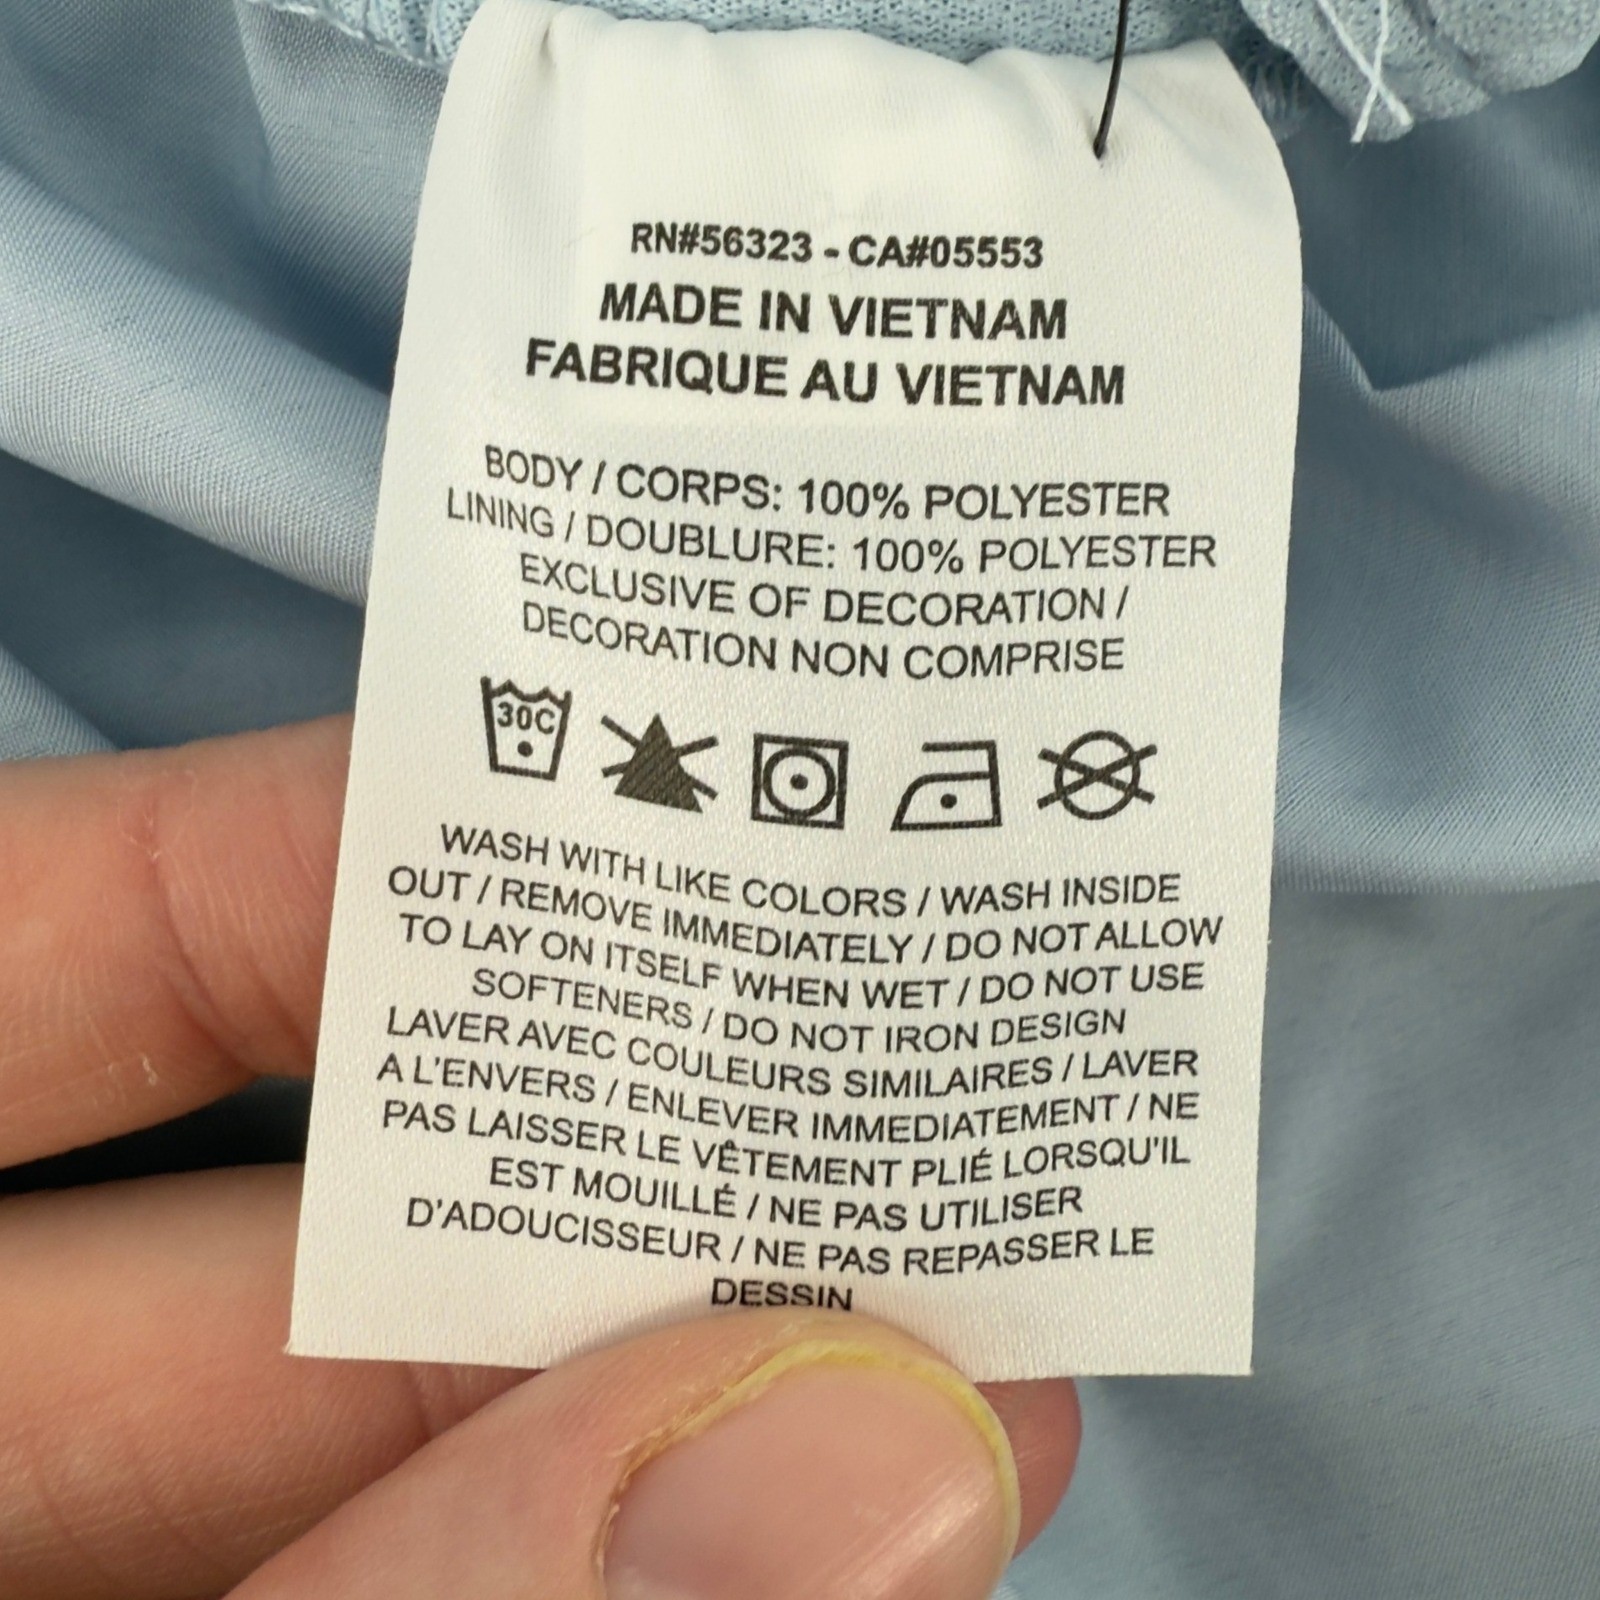 RN#56323 - CA#05553
MADE IN VIETNAM
FABRIQUE AU VIETNAM
BODY / CORPS: 100% POLYESTER
LINING / DOUBLURE: 100% POLYESTER
EXCLUSIVE OF DECORATION /
DECORATION NON COMPRISE
30C
WASH WITH LIKE COLORS / WASH INSIDE
OUT / REMOVE IMMEDIATELY / DO NOT ALLOW
TO LAY ON ITSELF WHEN WET / DO NOT USE
SOFTENERS / DO NOT IRON DESIGN
LAVER AVEC COULEURS SIMILAIRES / LAVER
A L'ENVERS / ENLEVER IMMEDIATEMENT / NE
PAS LAISSER LE VÊTEMENT PLIÉ LORSQU'IL
EST MOUILLÉ / NE PAS UTILISER
D'ADOUCISSEUR / NE PAS REPASSER LE
DESSIN